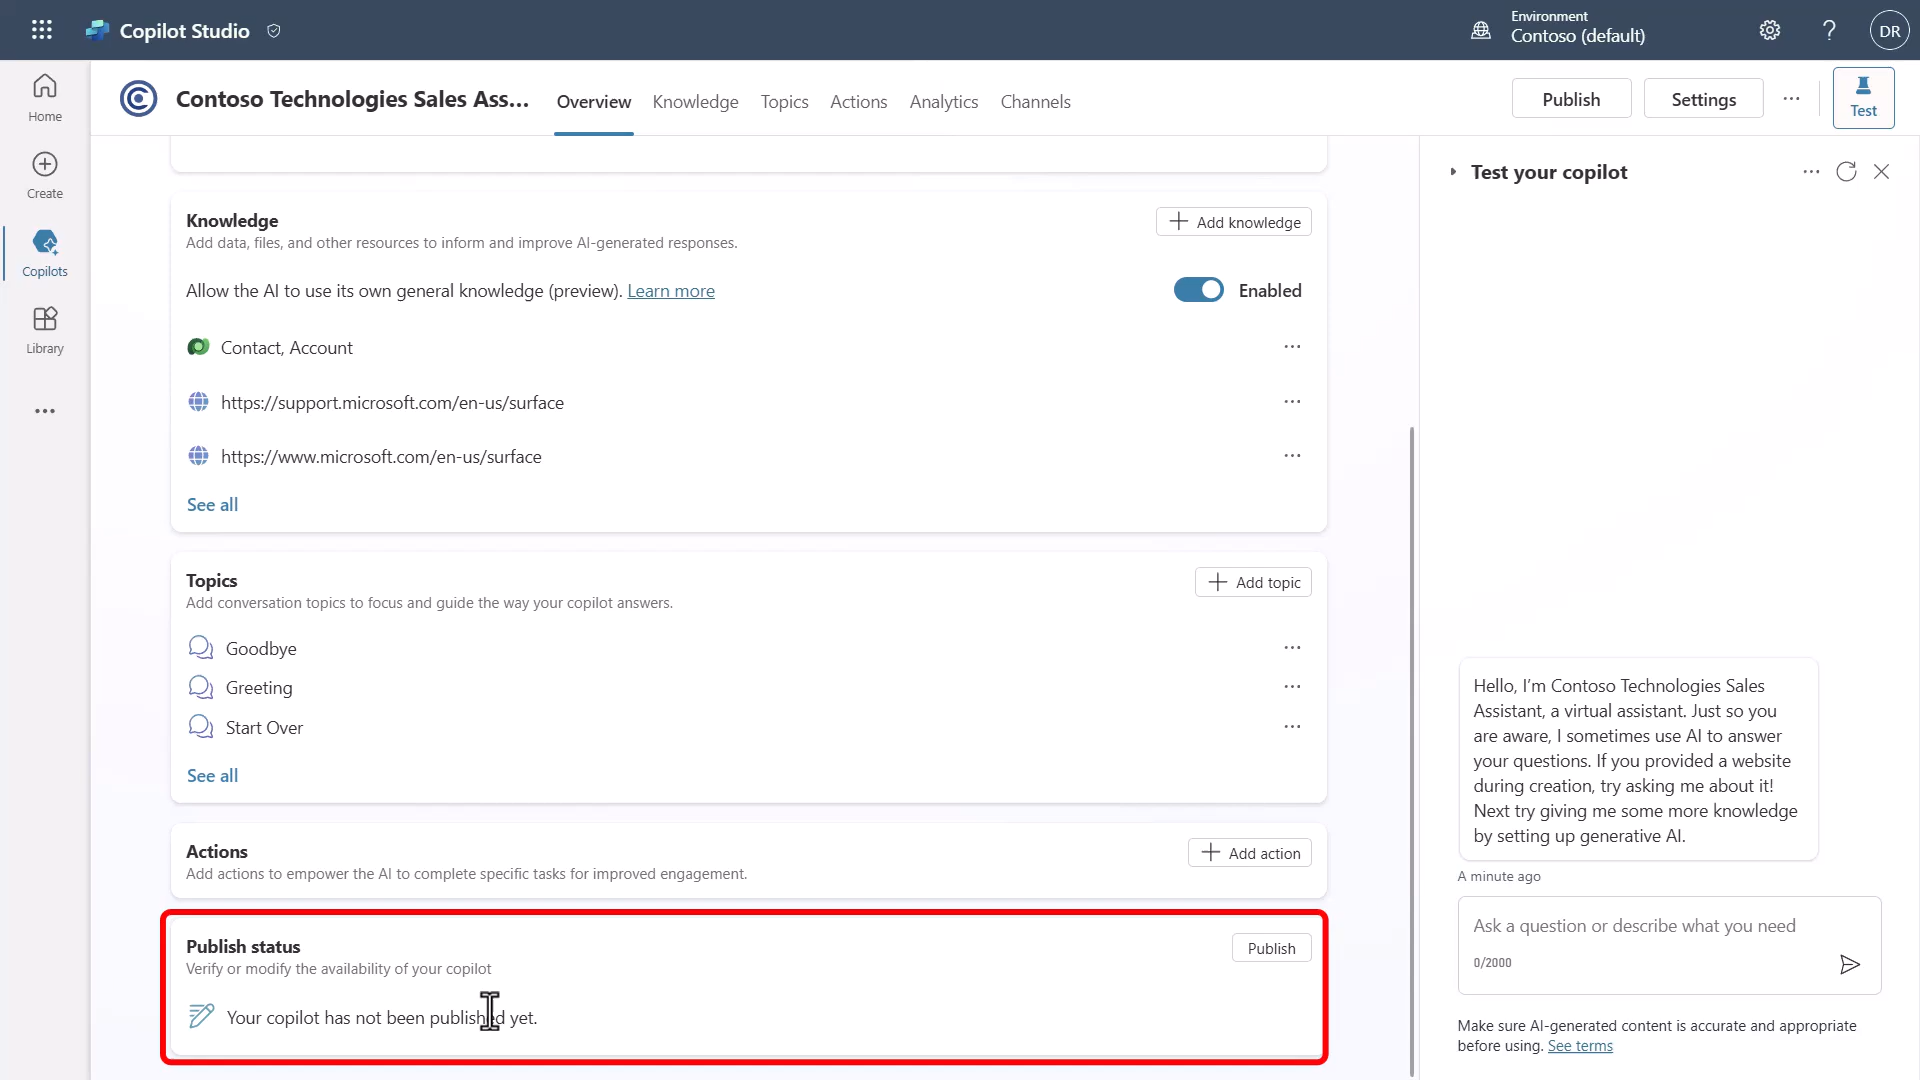 Copilot Studio
Environment
Contoso (default)
DR
Home
Create
Copilots
Library
Contoso Technologies Sales Ass...
Overview
Knowledge
Topics
Actions
Analytics
Channels
Publish
Settings
Test
Knowledge
Add data, files, and other resources to inform and improve AI-generated responses.
Add knowledge
Allow the AI to use its own general knowledge (preview). Learn more
Enabled
Contact, Account
https://support.microsoft.com/en-us/surface
https://www.microsoft.com/en-us/surface
See all
Topics
Add conversation topics to focus and guide the way your copilot answers.
Add topic
Goodbye
Greeting
Start Over
See all
Actions
Add actions to empower the AI to complete specific tasks for improved engagement.
Add action
Publish status
Verify or modify the availability of your copilot
Publish
Your copilot has not been published yet.
Test your copilot
Hello, I'm Contoso Technologies Sales
Assistant, a virtual assistant. Just so you
are aware, I sometimes use AI to answer
your questions. If you provided a website
during creation, try asking me about it!
Next try giving me some more knowledge
by setting up generative AI.
A minute ago
Ask a question or describe what you need
0/2000
Make sure AI-generated content is accurate and appropriate
before using. See terms